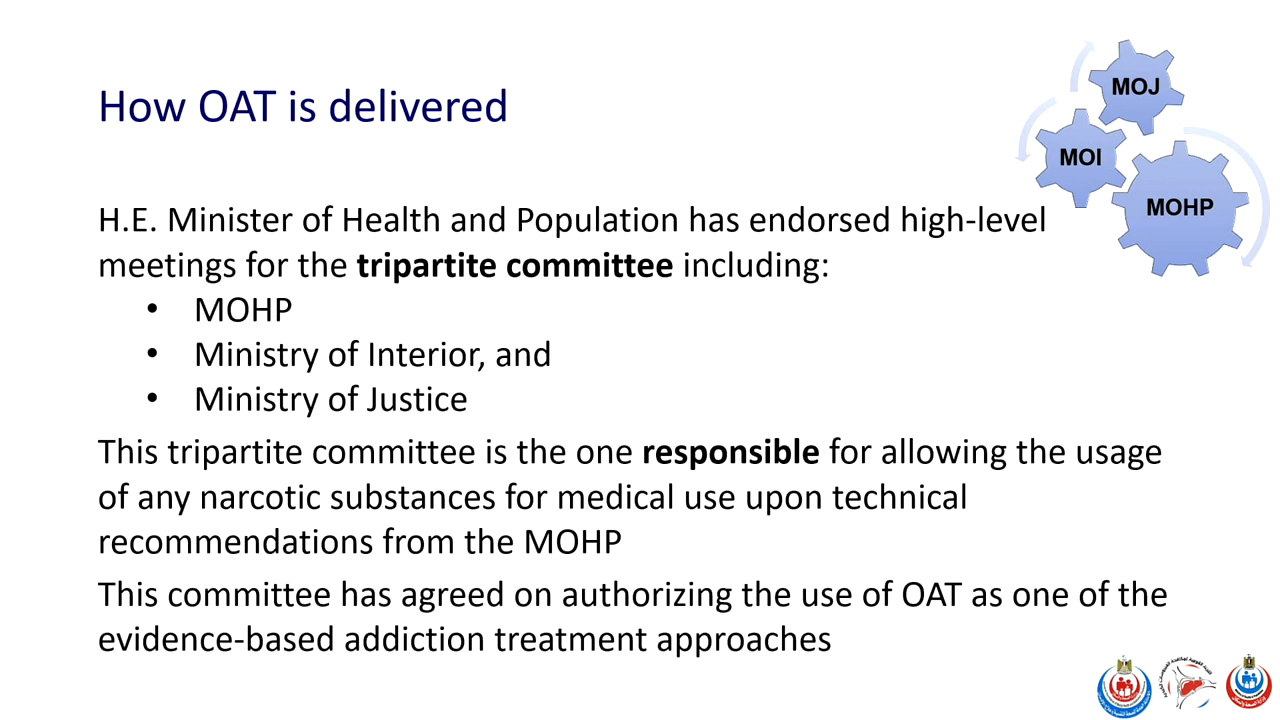 How OAT is delivered
MOJ
MOI
MOHP
H.E. Minister of Health and Population has endorsed high-level
meetings for the tripartite committee including:
• MOHP
• Ministry of Interior, and
• Ministry of Justice
This tripartite committee is the one responsible for allowing the usage
of any narcotic substances for medical use upon technical
recommendations from the MOHP
This committee has agreed on authorizing the use of OAT as one of the
evidence-based addiction treatment approaches